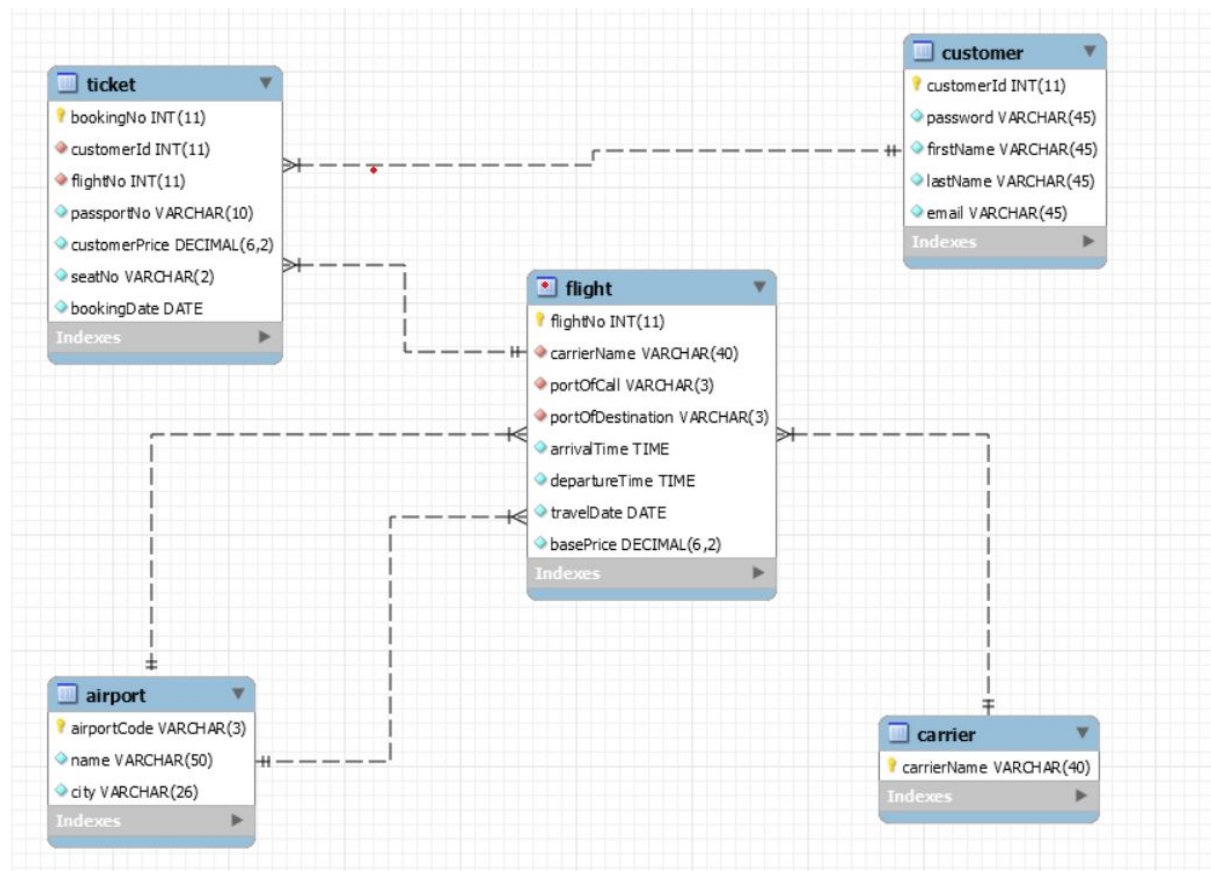 ticket
bookingNo INT(11)
customerId INT(11)
flightNo INT(11)
passportNo VARCHAR(10)
customerPrice DECIMAL(6,2)
seatNo VARCHAR(2)
bookingDate DATE
Indexes
customer
customerId INT(11)
password VARCHAR(45)
firstName VARCHAR(45)
lastName VARCHAR(45)
email VARCHAR(45)
Indexes
flight
flightNo INT(11)
carrierName VARCHAR(40)
portOfCall VARCHAR(3)
portOfDestination VARCHAR(3)
arrivalTime TIME
departureTime TIME
travelDate DATE
basePrice DECIMAL(6,2)
Indexes
airport
airportCode VARCHAR(3)
name VARCHAR(50)
city VARCHAR(26)
Indexes
carrier
carrierName VARCHAR(40)
Indexes